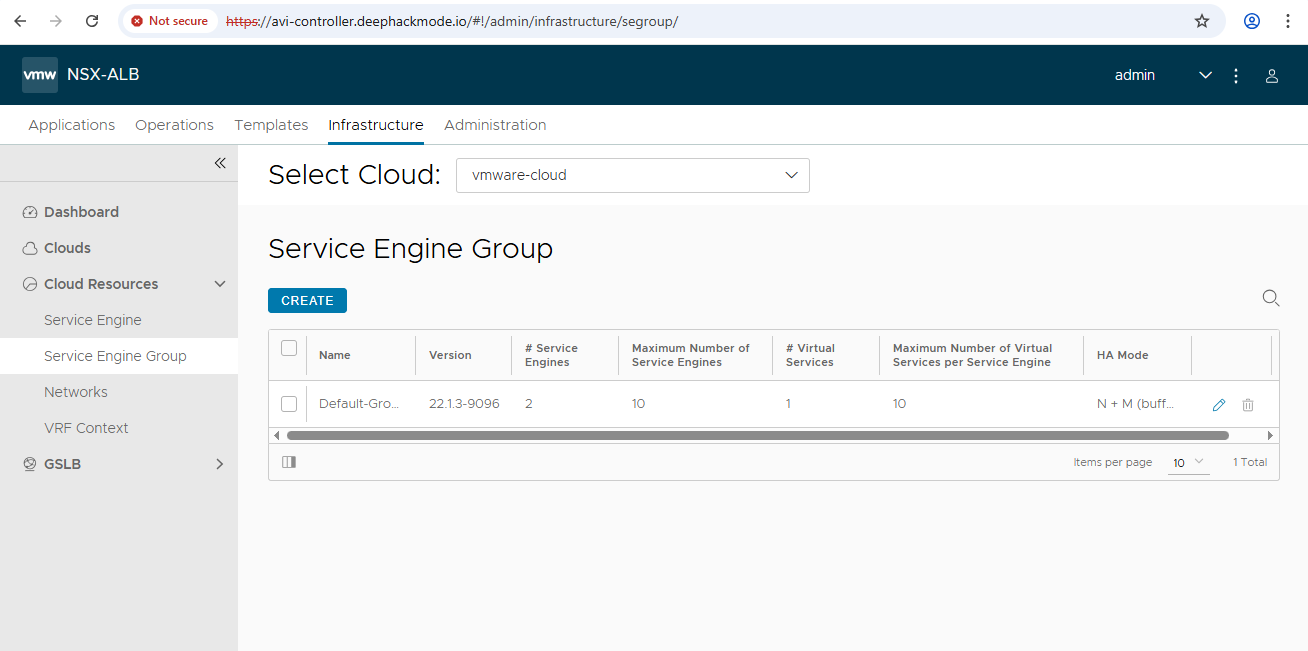 Not secure
https://avi-controller.deephackmode.io/#!/admin/infrastructure/segroup/
vmw NSX-ALB
admin
Applications Operations Templates Infrastructure Administration
Select Cloud: vmware-cloud
Dashboard
Clouds
Cloud Resources
Service Engine
Service Engine Group
Networks
VRF Context
GSLB
Service Engine Group
CREATE
Name Version # Service Engines Maximum Number of Service Engines # Virtual Services Maximum Number of Virtual Services per Service Engine HA Mode
Default-Gro... 22.1.3-9096 2 10 1 10 N + M (buff...
Items per page 10 1 Total